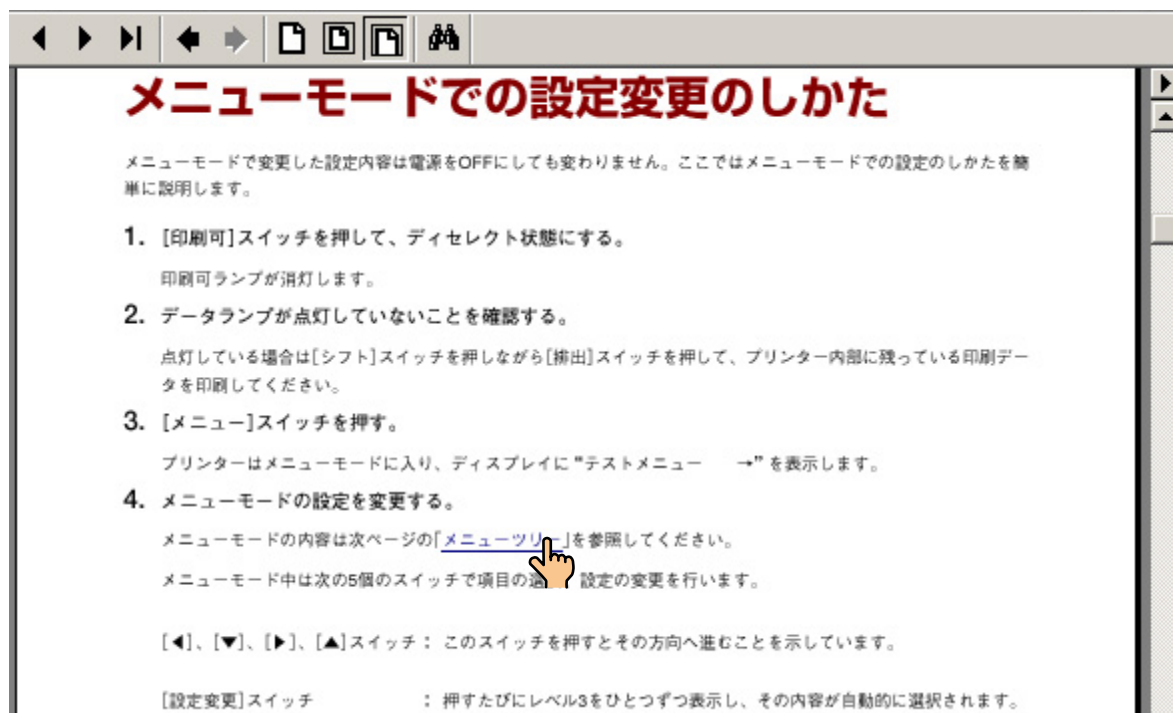 メニューモードでの設定変更のしかた
メニューモードで変更した設定内容は電源をOFFにしても変わりません。ここではメニューモードでの設定のしかたを簡
単に説明します。
1. [印刷可]スイッチを押して、ディセレクト状態にする。
印刷可ランプが消灯します。
2. データランプが点灯していないことを確認する。
点灯している場合は[シフト]スイッチを押しながら[排出]スイッチを押して、プリンター内部に残っている印刷デー
タを印刷してください。
3. [メニュー]スイッチを押す。
プリンターはメニューモードに入り、ディスプレイに"テストメニュー　　→"を表示します。
4. メニューモードの設定を変更する。
メニューモードの内容は次ページの「メニューツリー」を参照してください。
メニューモード中は次の5個のスイッチで項目の選 設定の変更を行います。
[◀]、[▼]、[▶]、[▲]スイッチ： このスイッチを押すとその方向へ進むことを示しています。
[設定変更]スイッチ　　　： 押すたびにレベル3をひとつずつ表示し、その内容が自動的に選択されます。